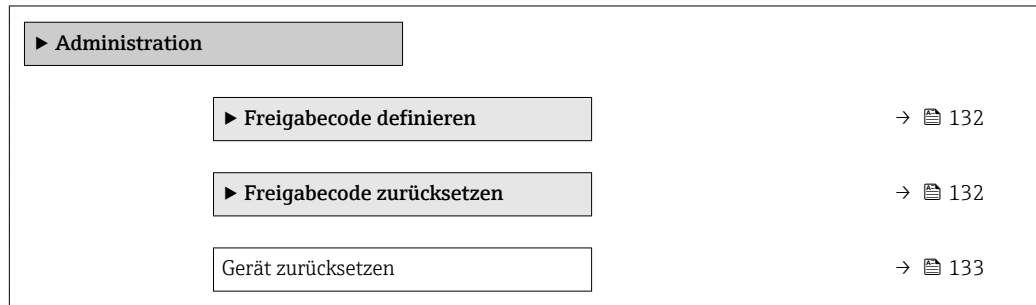 ▶ Administration
▶ Freigabecode definieren → 132
▶ Freigabecode zurücksetzen → 132
Gerät zurücksetzen → 133